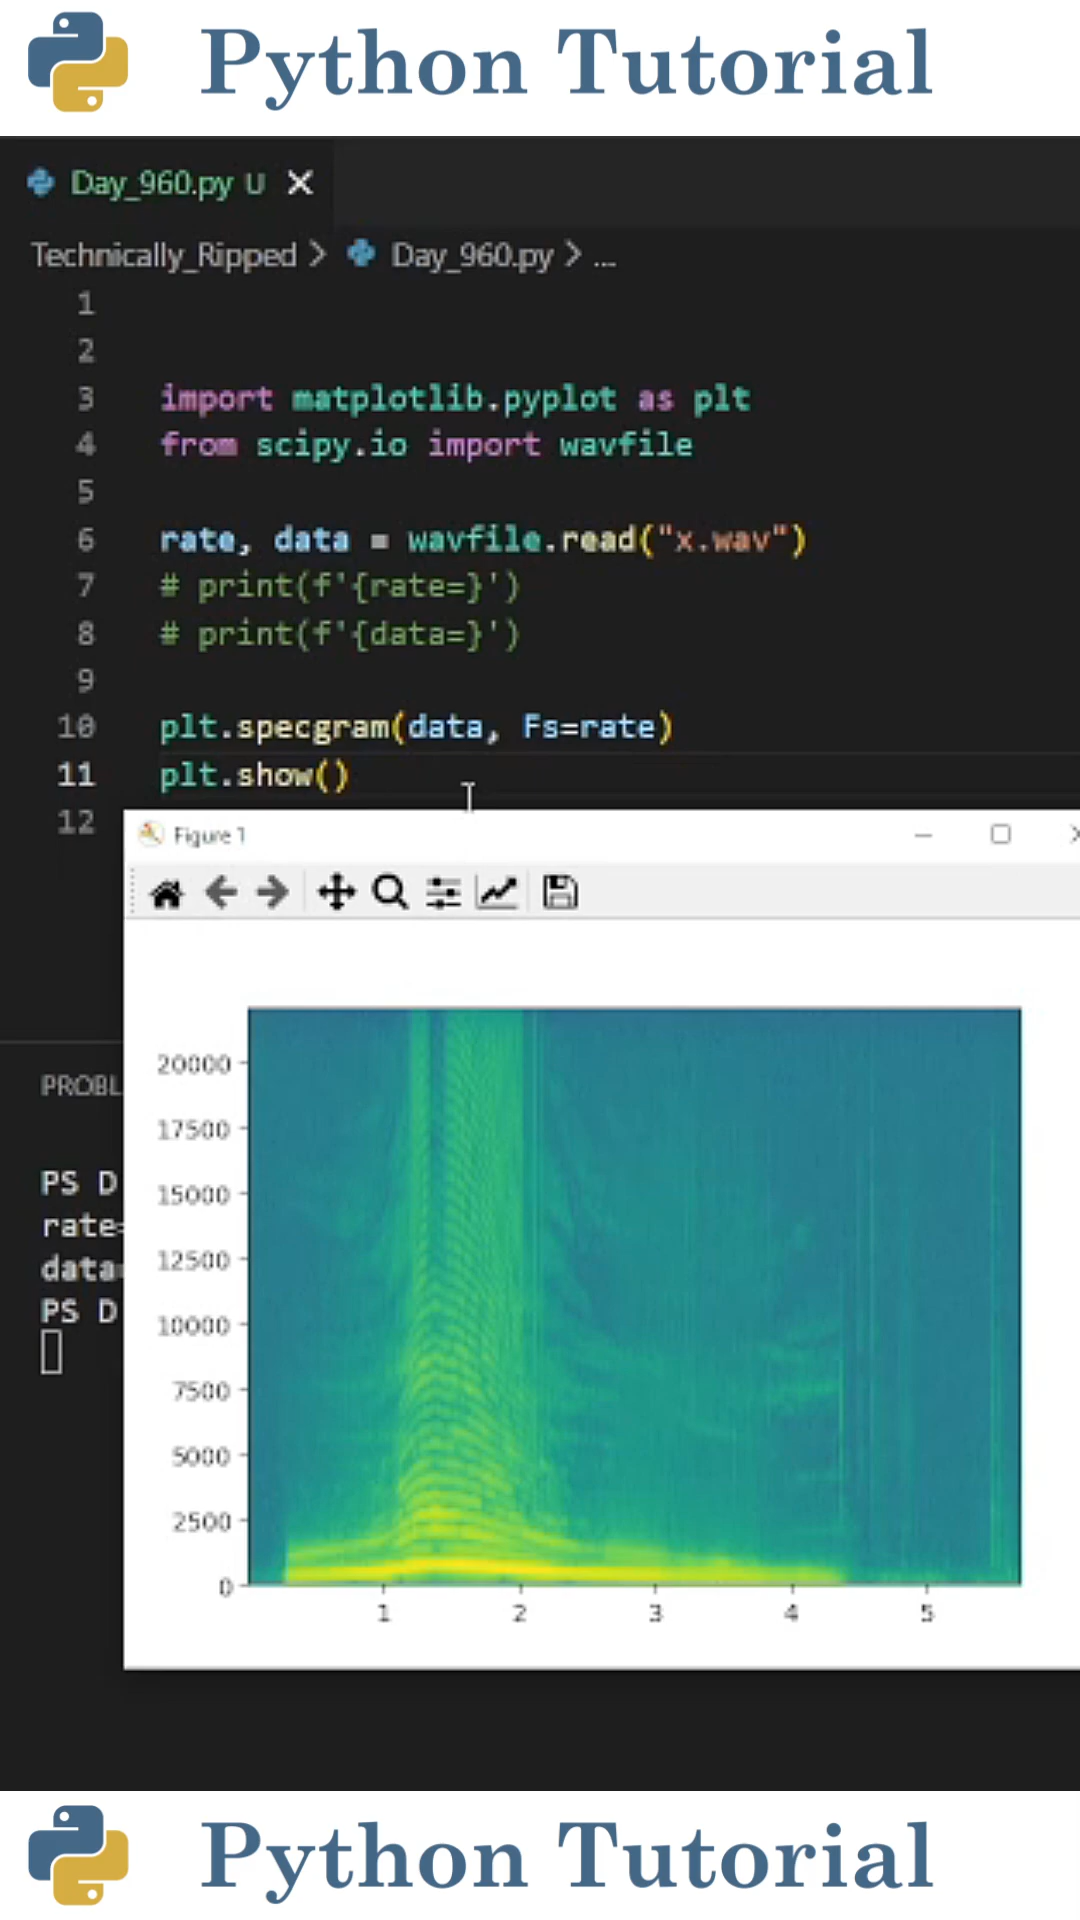 Python Tutorial
Day_960.py U
Technically_Ripped > Day_960.py > ...
1
2
3 import matplotlib.pyplot as plt
4 from scipy.io import wavfile
5
6 rate, data = wavfile.read("x.wav")
7 # print(f'{rate=}')
8 # print(f'{data=}')
9
10 plt.specgram(data, Fs=rate)
11 plt.show()
12
Figure 1
20000
17500
15000
12500
10000
7500
5000
2500
0
1 2 3 4 5
PROBL
PS D
rate=
data
PS D
Python Tutorial